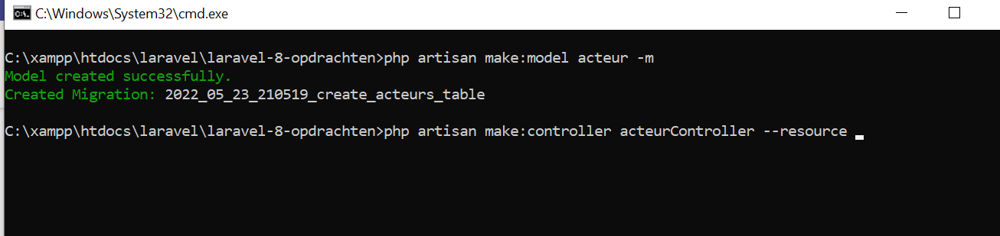 C:\Windows\System32\cmd.exe
C:\xampp\htdocs\laravel\laravel-8-opdrachten>php artisan make:model acteur -m
Model created successfully.
Created Migration: 2022_05_23_210519_create_acteurs_table
C:\xampp\htdocs\laravel\laravel-8-opdrachten>php artisan make:controller acteurController --resource